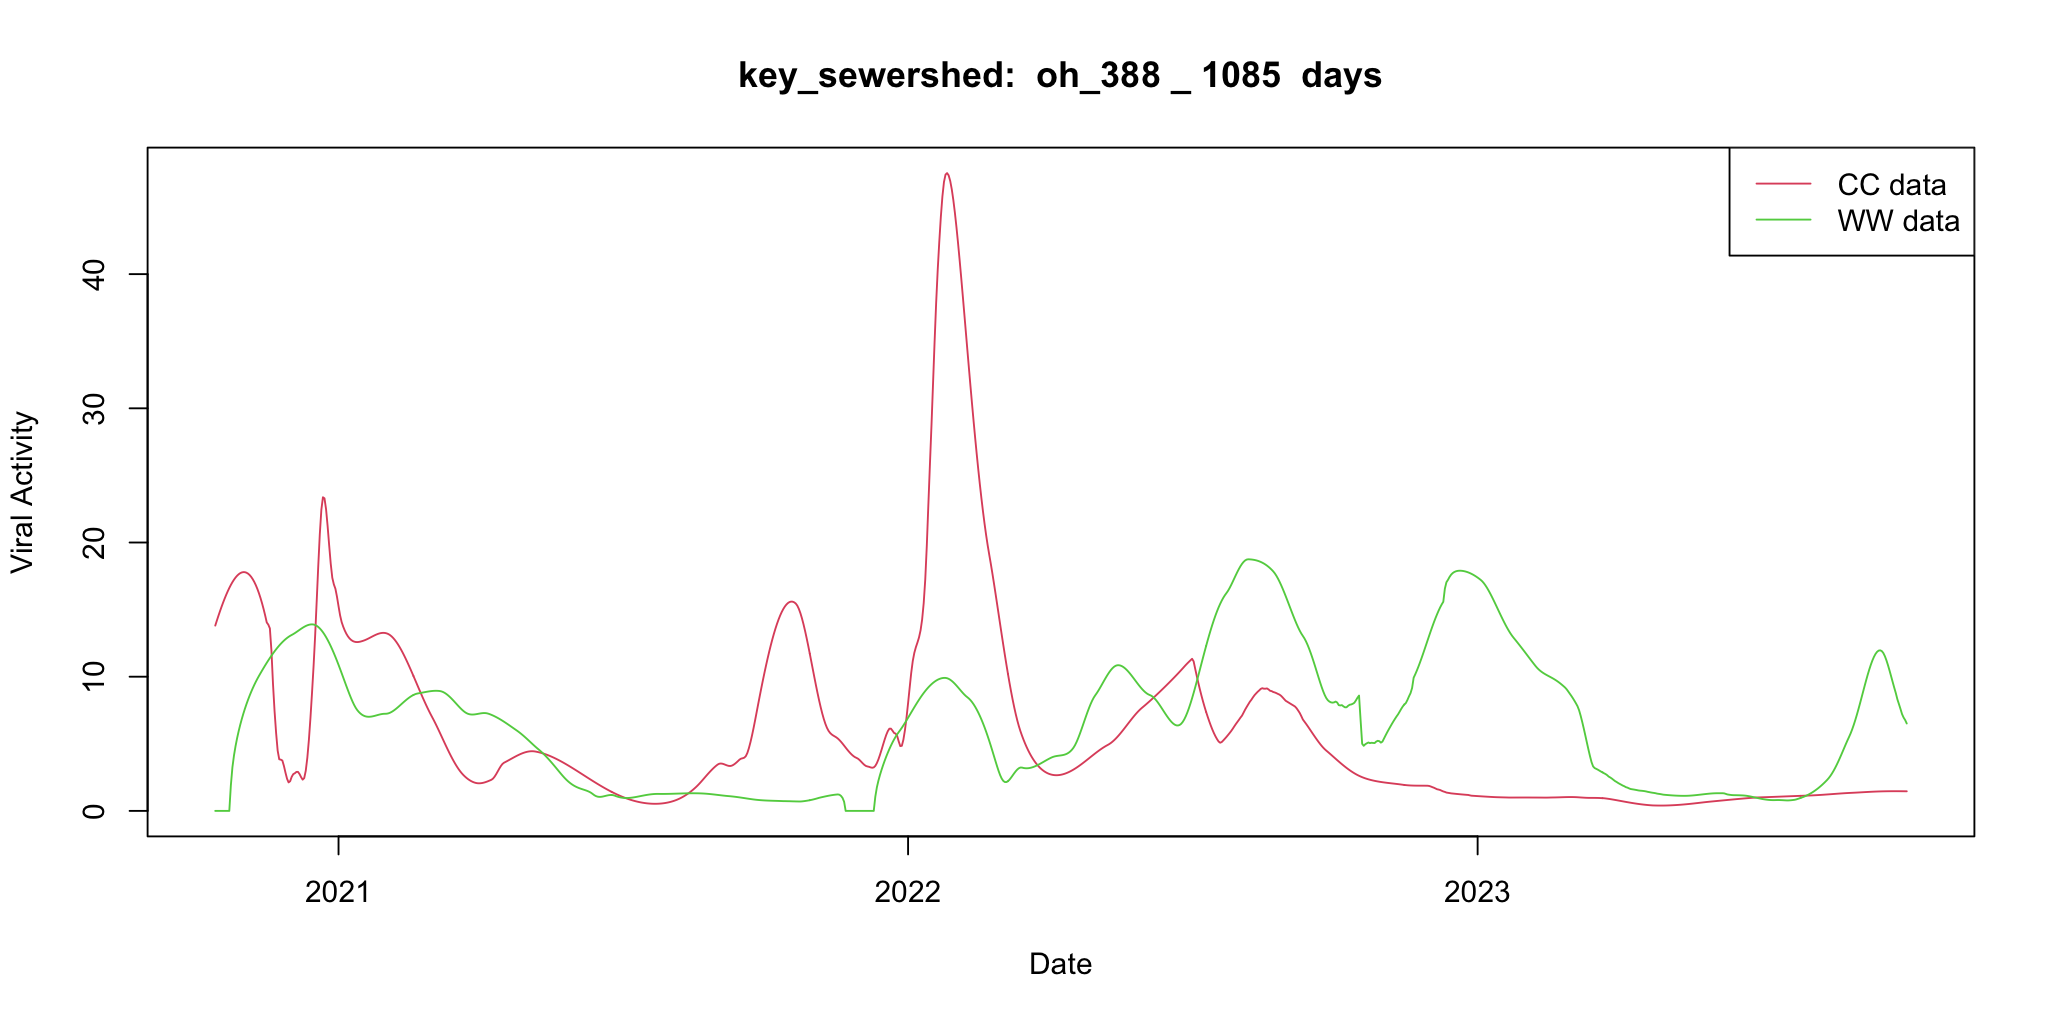 key_sewershed:  oh_388 _ 1085  days
CC data
WW data
Viral Activity
40
30
20
10
0
2021
2022
2023
Date